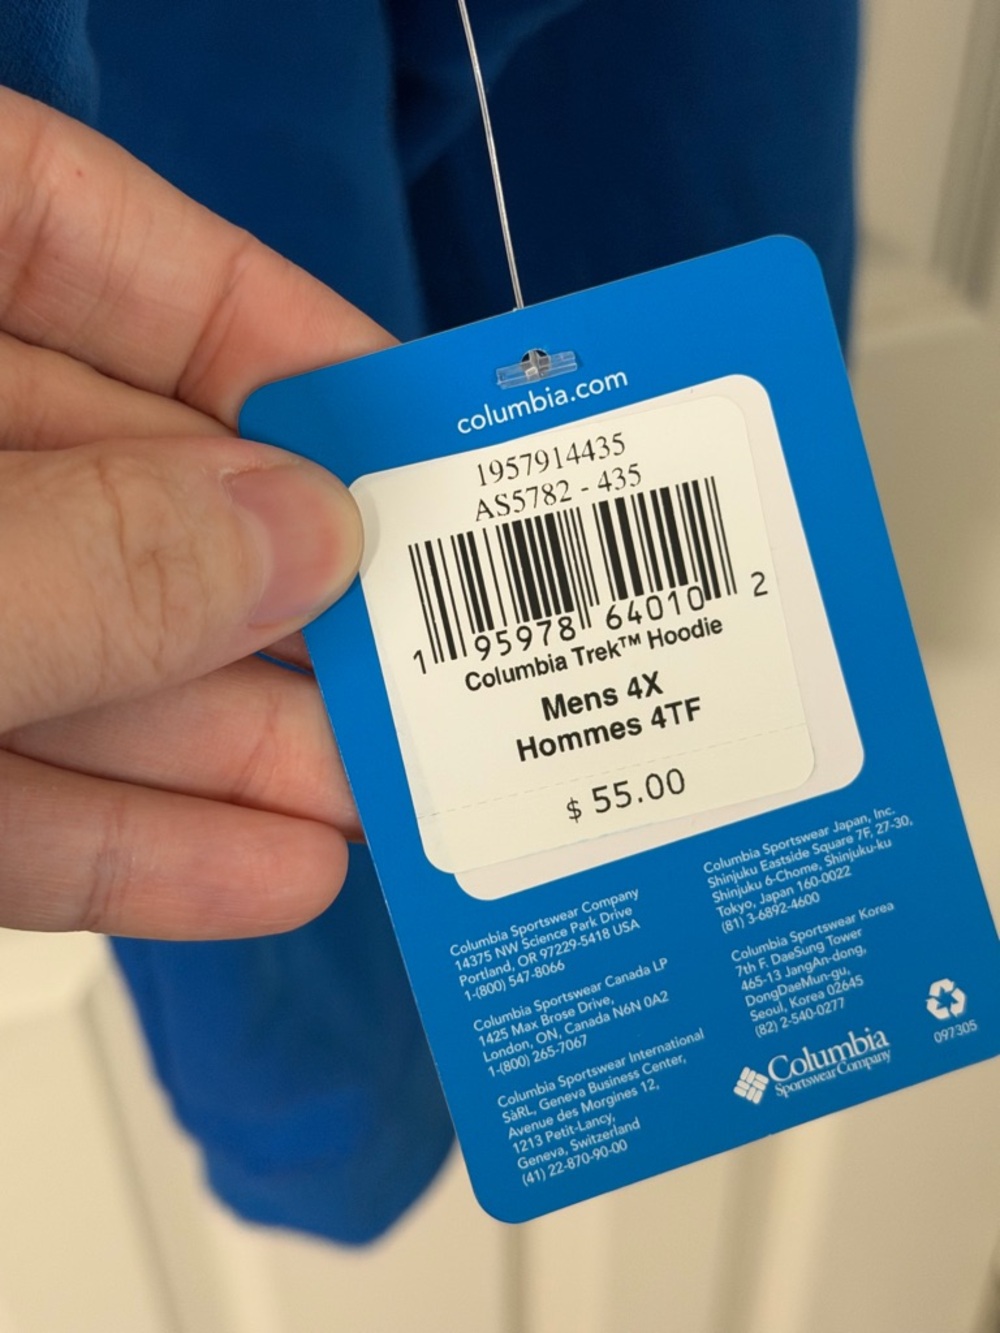 columbia.com
1957914435
AS5782 - 435
1 95978 64010 2
Columbia Trek™ Hoodie
Mens 4X
Hommes 4TF
$ 55.00
Columbia Sportswear Company
14375 NW Science Park Drive
Portland, OR 97229-5418 USA
1-(800) 547-8066
Columbia Sportswear Canada LP
1425 Max Brose Drive,
London, ON, Canada N6N 0A2
1-(800) 265-7067
Columbia Sportswear International
SàRL, Geneva Business Center,
Avenue des Morgines 12,
1213 Petit-Lancy,
Geneva, Switzerland
(41) 22-870-90-00
Columbia Sportswear Japan, Inc.
Shinjuku Eastside Square 7F, 27-30,
Shinjuku 6-Chome, Shinjuku-ku
Tokyo, Japan 160-0022
(81) 3-6892-4600
Columbia Sportswear Korea
7th F. DaeSung Tower
465-13 JangAn-dong,
DongDaeMun-gu,
Seoul, Korea 02645
(82) 2-540-0277
Columbia
Sportswear Company
097305